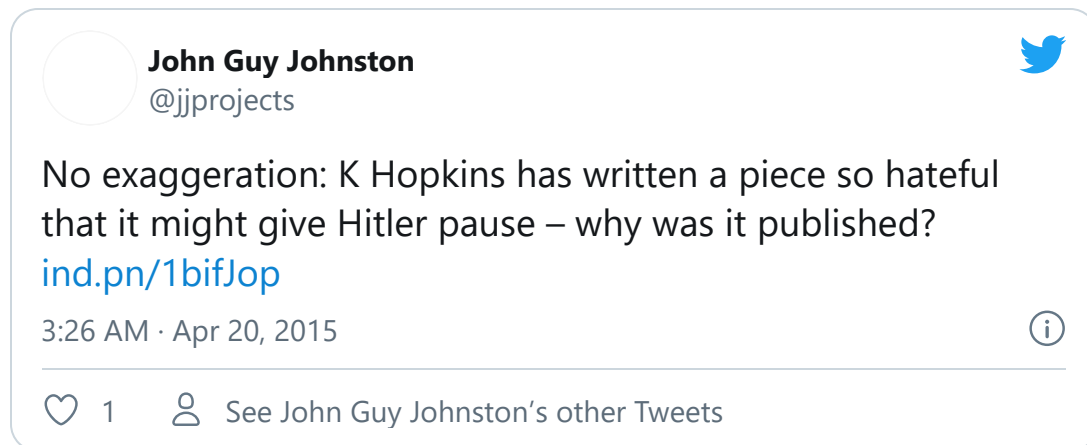 John Guy Johnston
@jjprojects
No exaggeration: K Hopkins has written a piece so hateful
that it might give Hitler pause – why was it published?
ind.pn/1bifJop
3:26 AM · Apr 20, 2015
1 See John Guy Johnston’s other Tweets